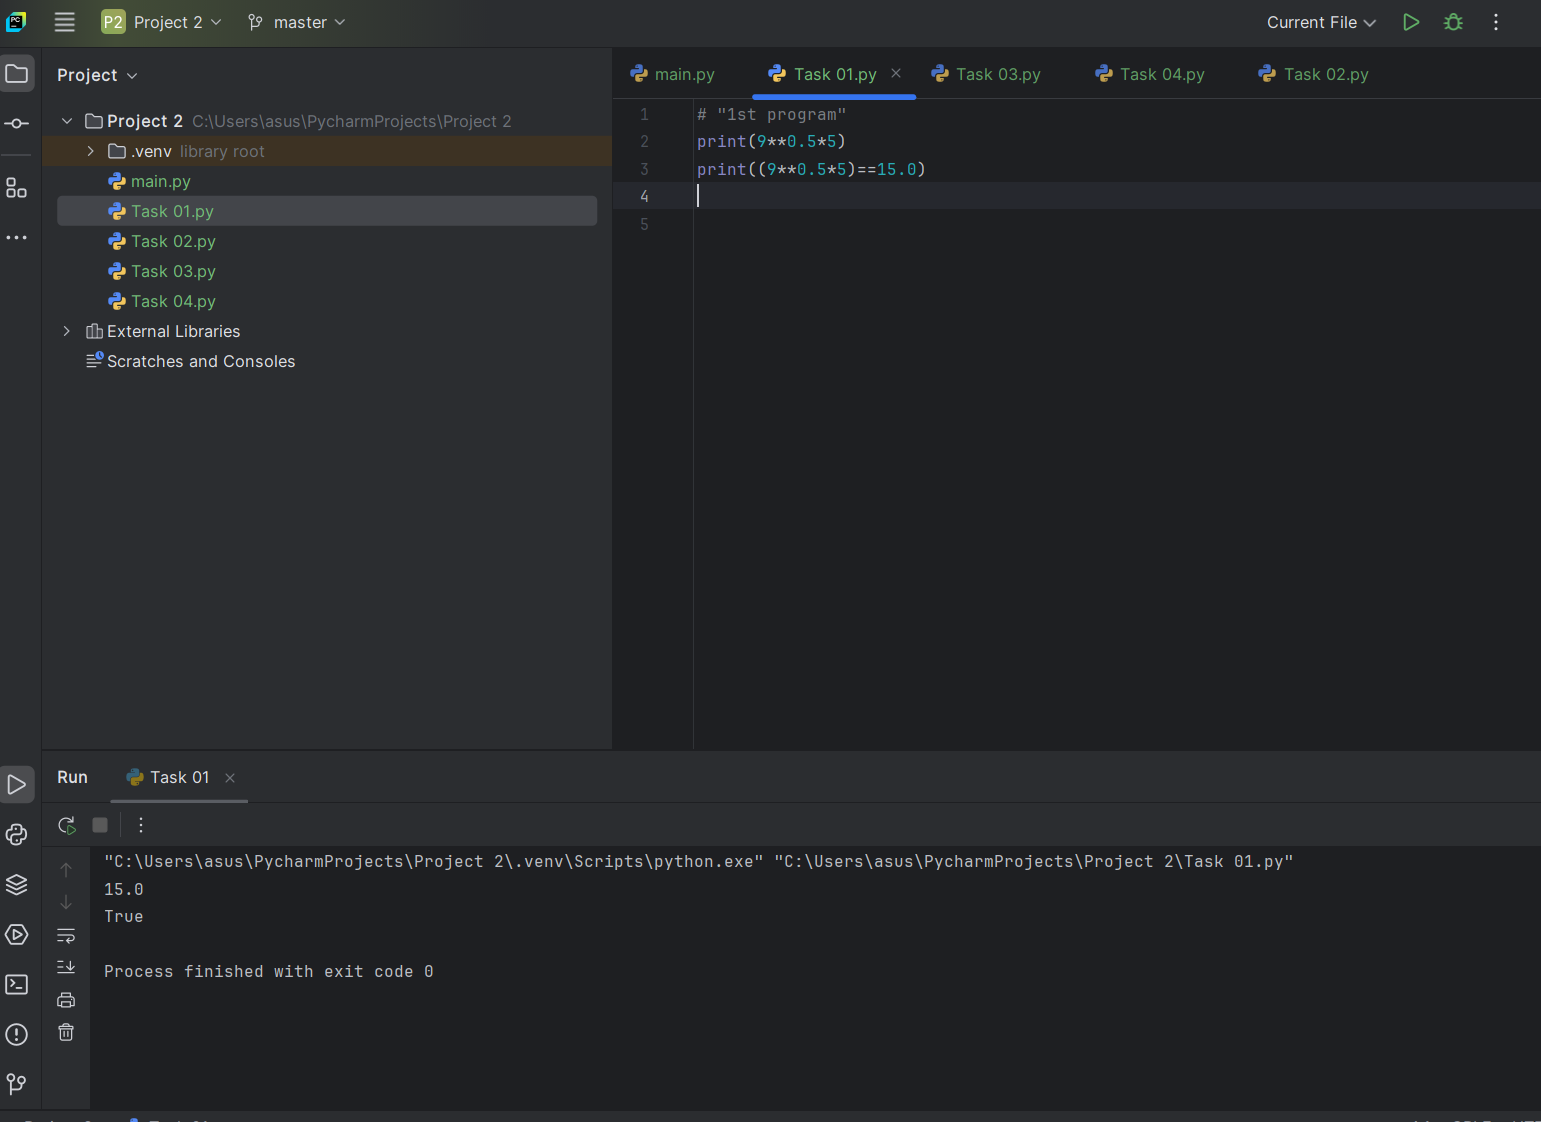 P2 Project 2 master Current File
Project
main.py Task 01.py Task 03.py Task 04.py Task 02.py
Project 2 C:\Users\asus\PycharmProjects\Project 2
.venv library root
main.py
Task 01.py
Task 02.py
Task 03.py
Task 04.py
External Libraries
Scratches and Consoles
1 # "1st program"
2 print(9**0.5*5)
3 print((9**0.5*5)==15.0)
4
5
Run Task 01
"C:\Users\asus\PycharmProjects\Project 2\.venv\Scripts\python.exe" "C:\Users\asus\PycharmProjects\Project 2\Task 01.py"
15.0
True
Process finished with exit code 0